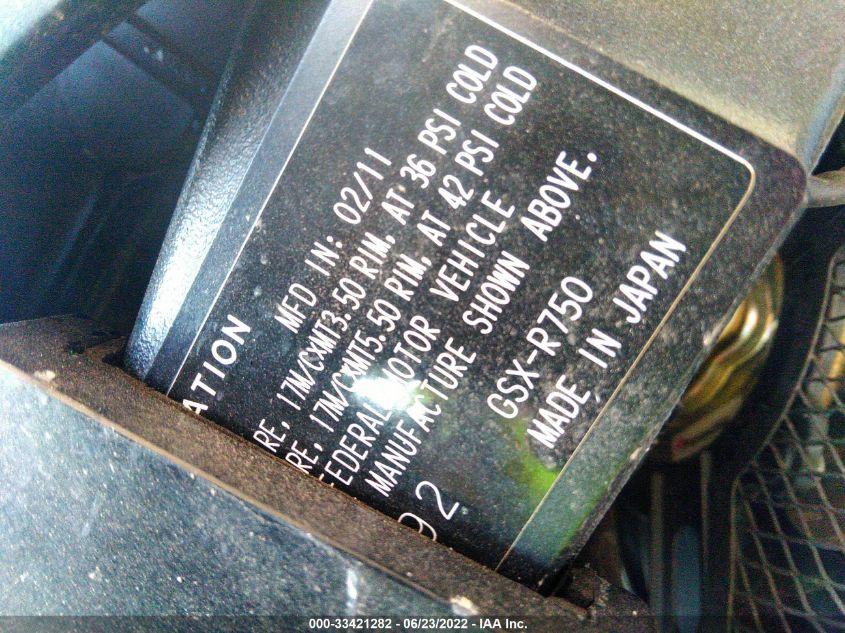 ATION
MFD IN: 02/11
RE, 17M/CXMT3.50 RIM, AT 36 PSI COLD
RE, 17M/CXMT5.50 RIM, AT 42 PSI COLD
FEDERAL MOTOR VEHICLE
MANUFACTURE SHOWN ABOVE.
92 GSX-R750
MADE IN JAPAN
000-33421282 - 06/23/2022 - IAA Inc.